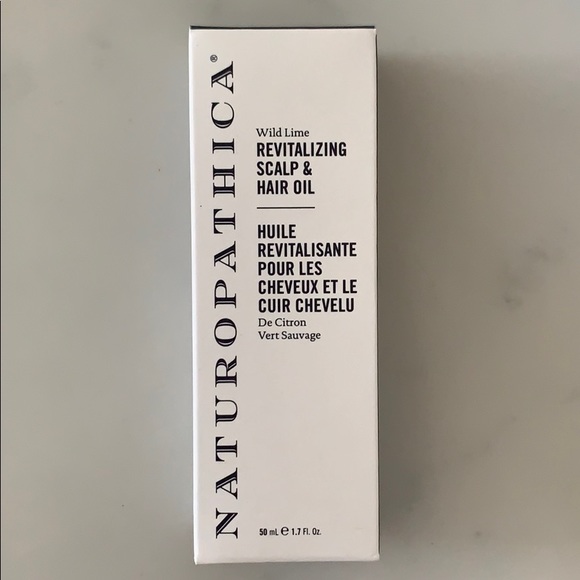 NATUROPATHICA®
Wild Lime
REVITALIZING
SCALP &
HAIR OIL
HUILE
REVITALISANTE
POUR LES
CHEVEUX ET LE
CUIR CHEVELU
De Citron
Vert Sauvage
50 mL ℮ 1.7 Fl. Oz.